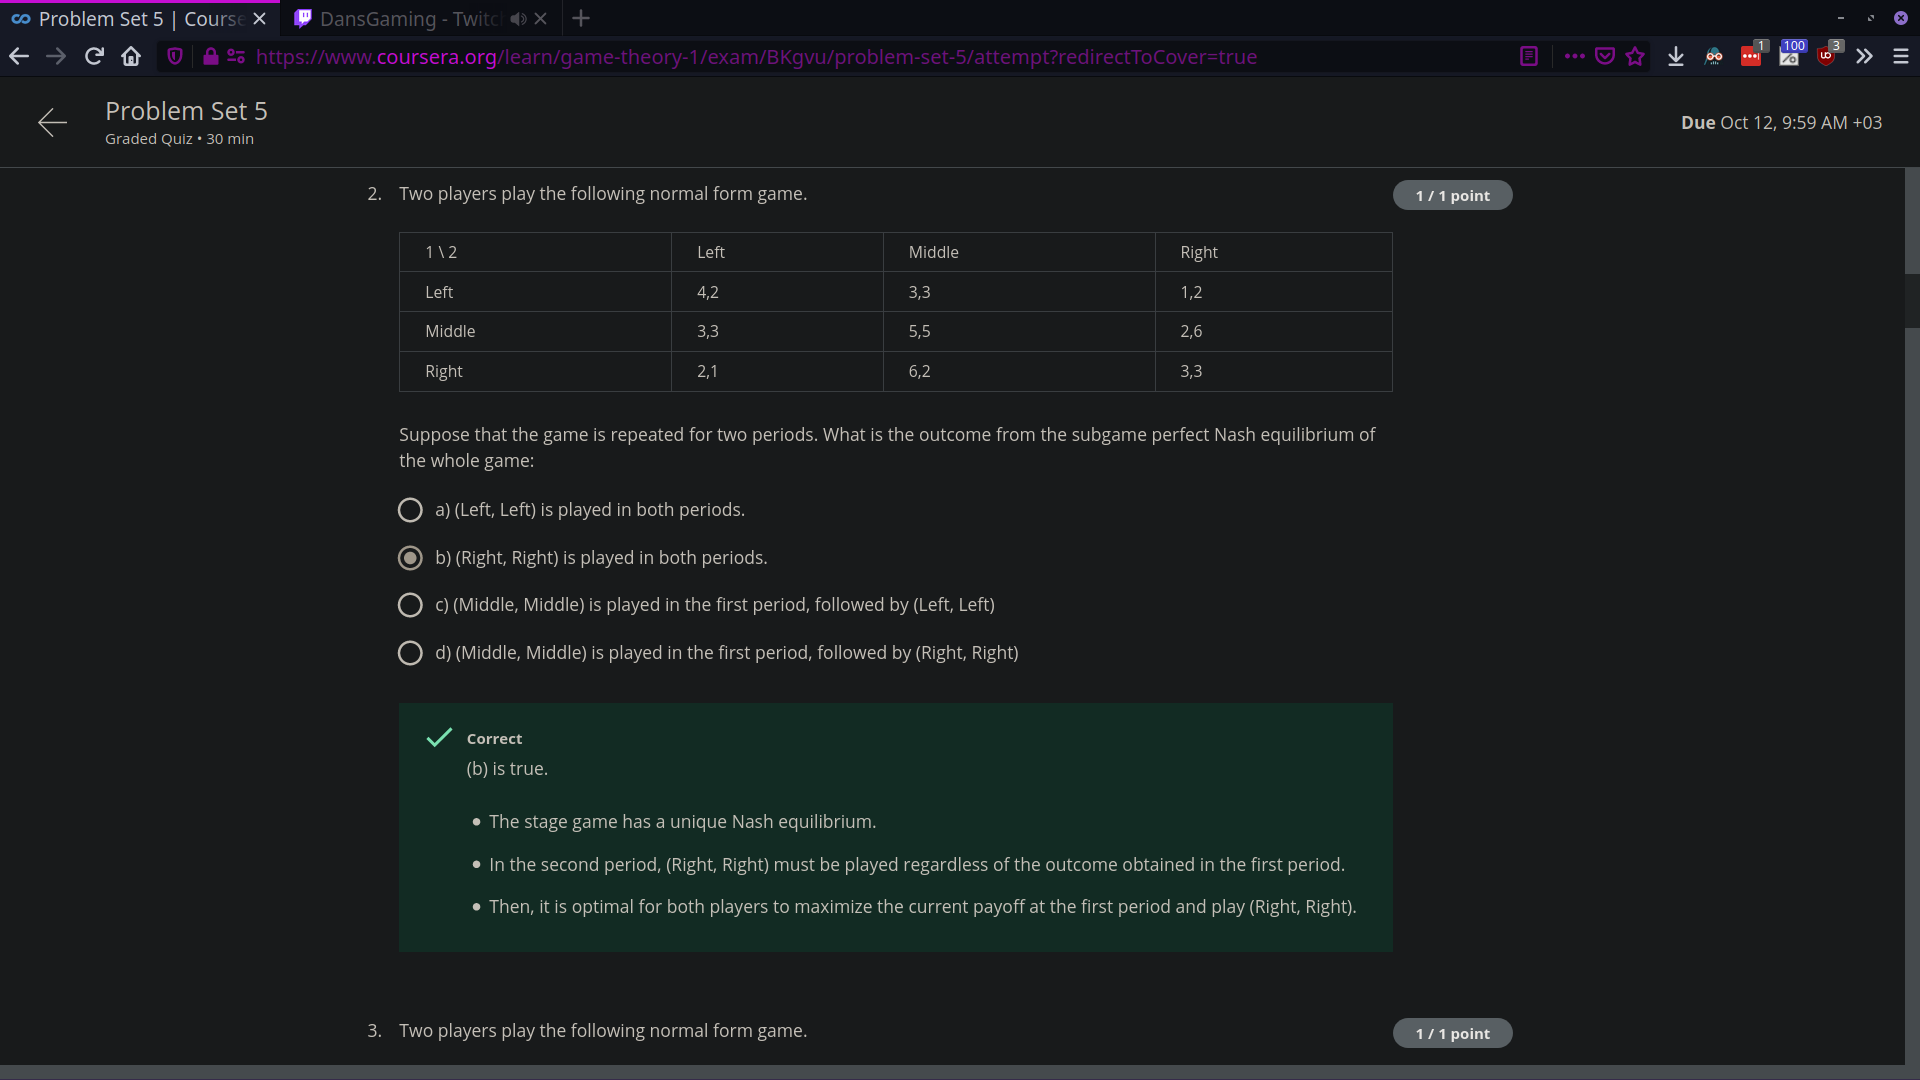 Problem Set 5 | Course
DansGaming - Twitc
https://www.coursera.org/learn/game-theory-1/exam/BKgvu/problem-set-5/attempt?redirectToCover=true
1
100
3
Problem Set 5
Graded Quiz • 30 min
Due Oct 12, 9:59 AM +03
2. Two players play the following normal form game.
1 / 1 point
1 \ 2 Left Middle Right
Left 4,2 3,3 1,2
Middle 3,3 5,5 2,6
Right 2,1 6,2 3,3
Suppose that the game is repeated for two periods. What is the outcome from the subgame perfect Nash equilibrium of
the whole game:
a) (Left, Left) is played in both periods.
b) (Right, Right) is played in both periods.
c) (Middle, Middle) is played in the first period, followed by (Left, Left)
d) (Middle, Middle) is played in the first period, followed by (Right, Right)
Correct
(b) is true.
• The stage game has a unique Nash equilibrium.
• In the second period, (Right, Right) must be played regardless of the outcome obtained in the first period.
• Then, it is optimal for both players to maximize the current payoff at the first period and play (Right, Right).
3. Two players play the following normal form game.
1 / 1 point